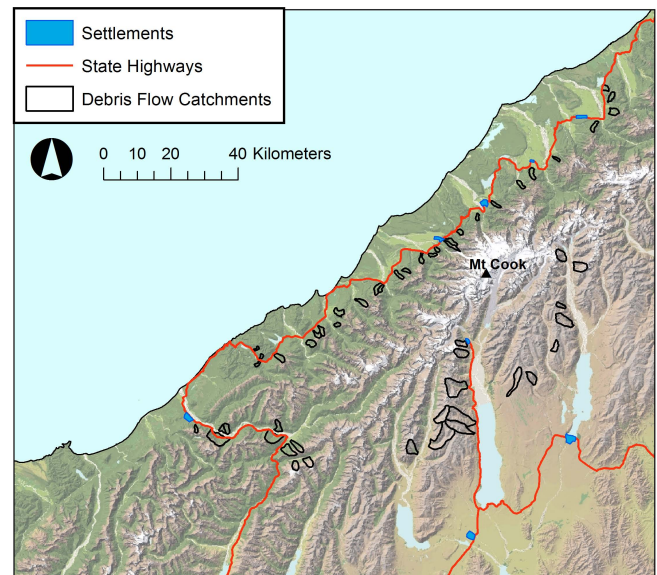 Settlements
State Highways
Debris Flow Catchments
0 10 20 40 Kilometers
Mt Cook